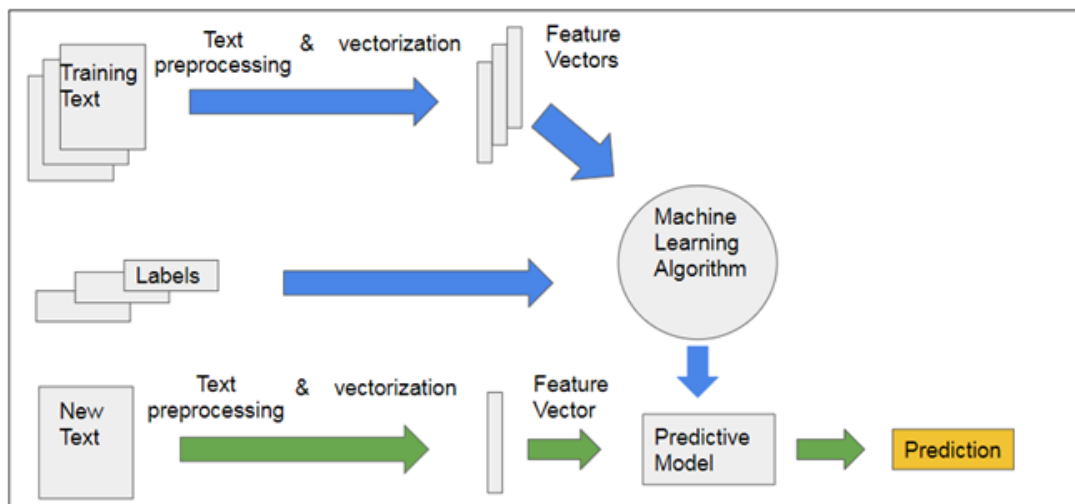 Text & vectorization
preprocessing
Feature
Vectors
Training
Text
Machine
Learning
Algorithm
Labels
Text & vectorization
preprocessing
Feature
Vector
New
Text
Predictive
Model
Prediction